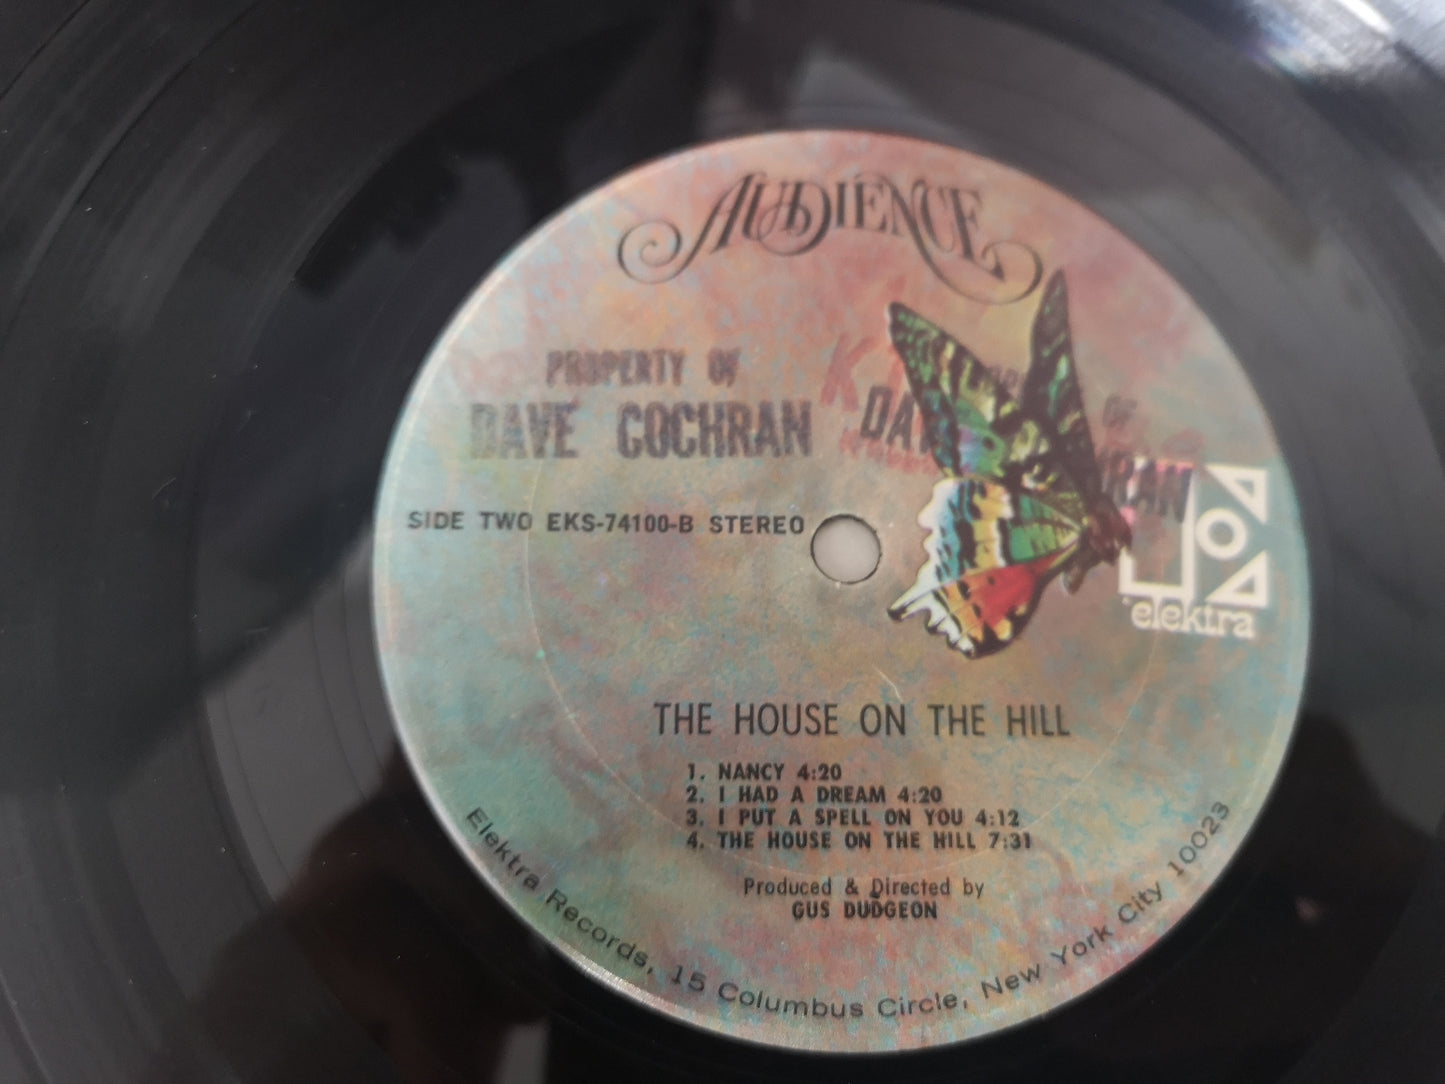 AUDIENCE
PROPERTY OF
DAVE COCHRAN
OF
SIDE TWO EKS-74100-B STEREO
elektra
THE HOUSE ON THE HILL
1. NANCY 4:20
2. I HAD A DREAM 4:20
3. I PUT A SPELL ON YOU 4:12
4. THE HOUSE ON THE HILL 7:31
Produced & Directed by
GUS DUDGEON
Elektra Records, 15 Columbus Circle, New York City 10023